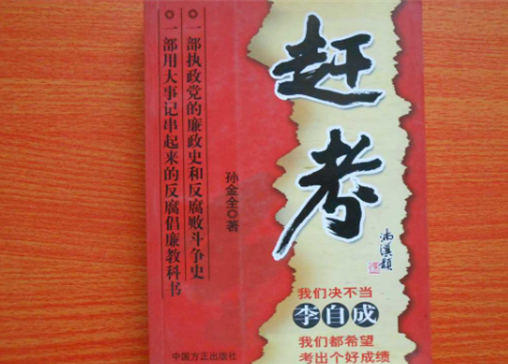 赶考
我们决不当
李自成
我们都希望
考出个好成绩
孙金全◎著
一部执政党的廉政史和反腐败斗争史
一部用大事记串起来的反腐倡廉教科书
中国方正出版社